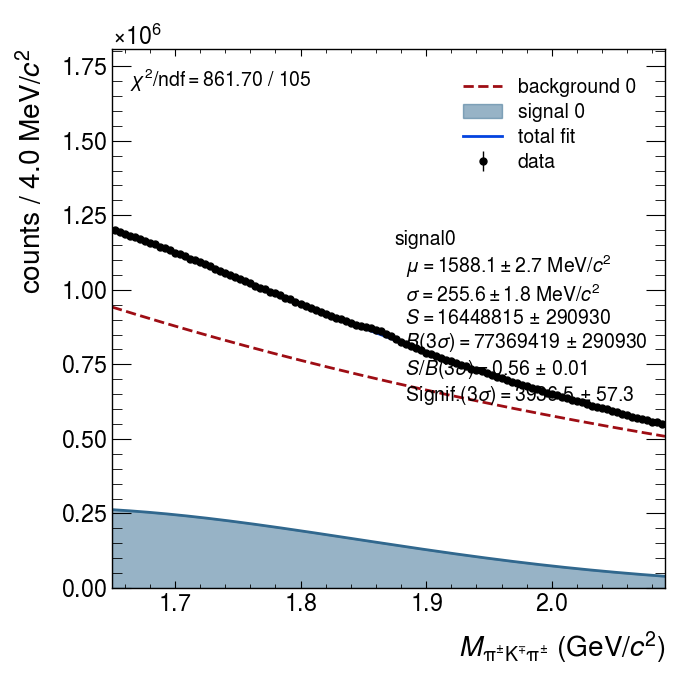 ×10⁶
counts / 4.0 MeV/c²
χ²/ndf = 861.70 / 105
background 0
signal 0
total fit
data
signal0
μ = 1588.1 ± 2.7 MeV/c²
σ = 255.6 ± 1.8 MeV/c²
S = 16448815 ± 290930
B(3σ) = 77369419 ± 290930
S/B(3σ) = 0.56 ± 0.01
Signif.(3σ) = 3936.5 ± 57.3
1.75
1.50
1.25
1.00
0.75
0.50
0.25
0.00
1.7 1.8 1.9 2.0
M_π±K∓π± (GeV/c²)